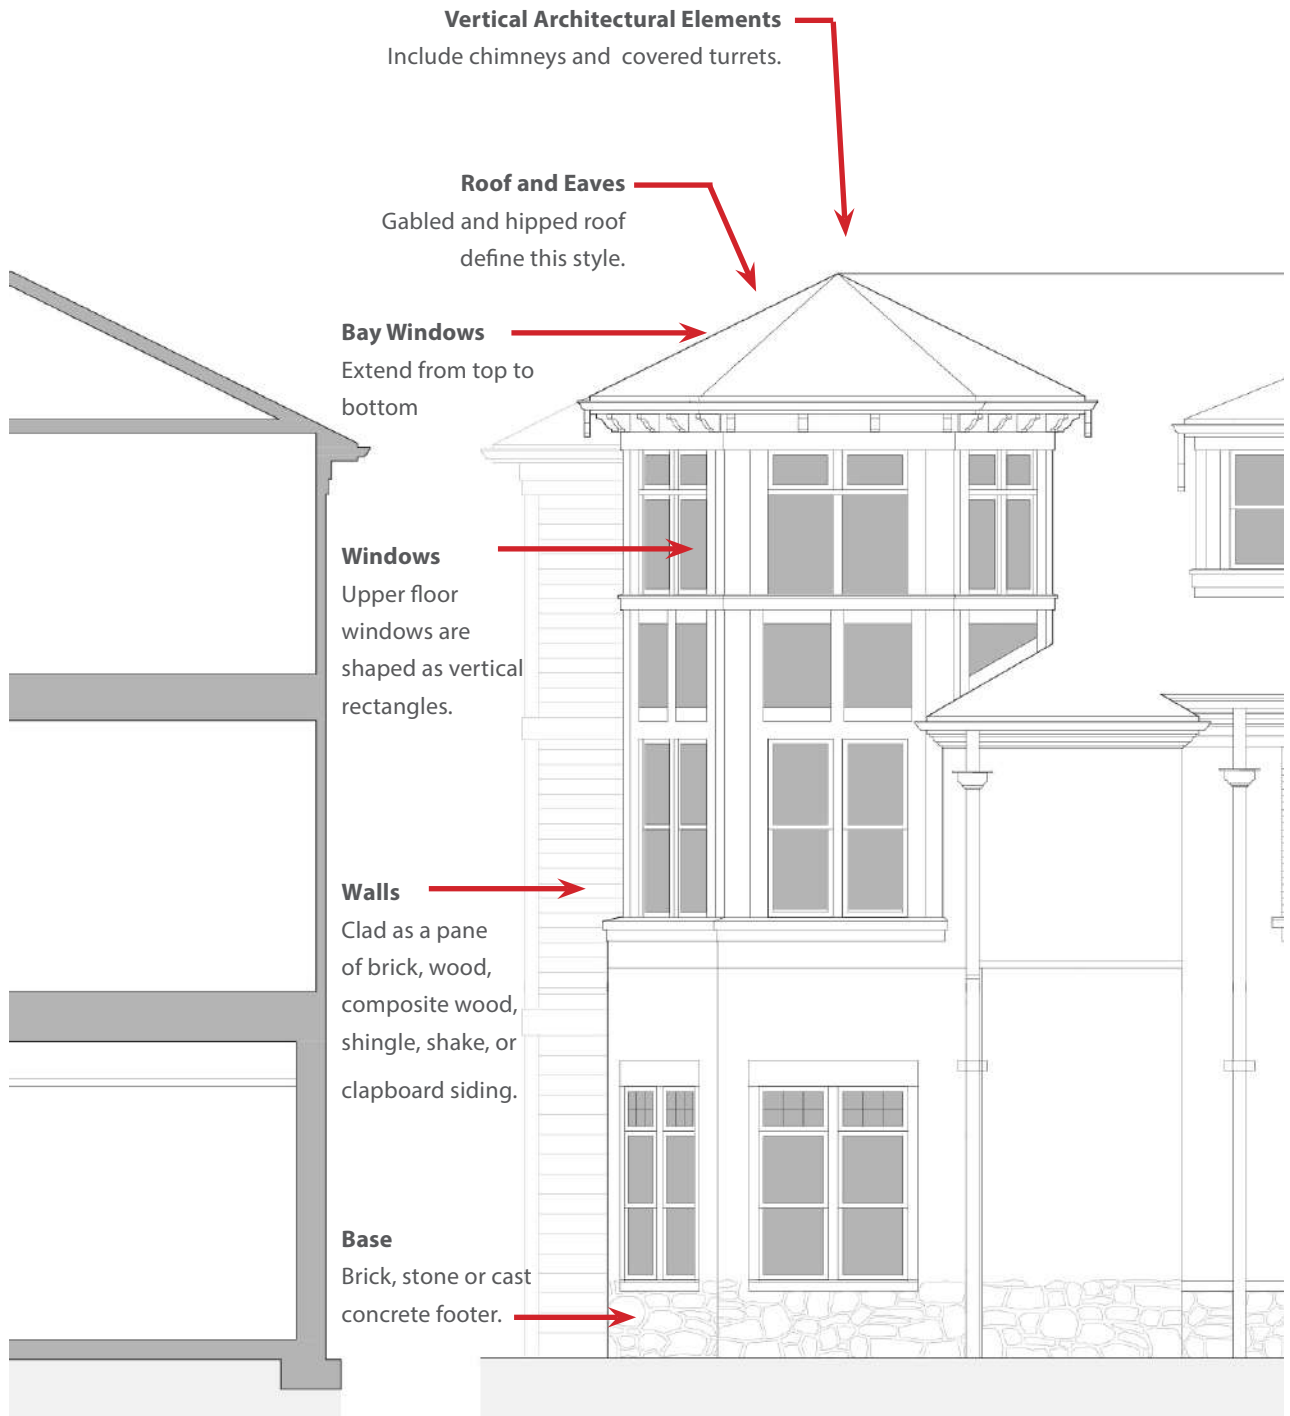 Vertical Architectural Elements
Include chimneys and covered turrets.
Roof and Eaves
Gabled and hipped roof
define this style.
Bay Windows
Extend from top to
bottom
Windows
Upper floor
windows are
shaped as vertical
rectangles.
Walls
Clad as a pane
of brick, wood,
composite wood,
shingle, shake, or
clapboard siding.
Base
Brick, stone or cast
concrete footer.